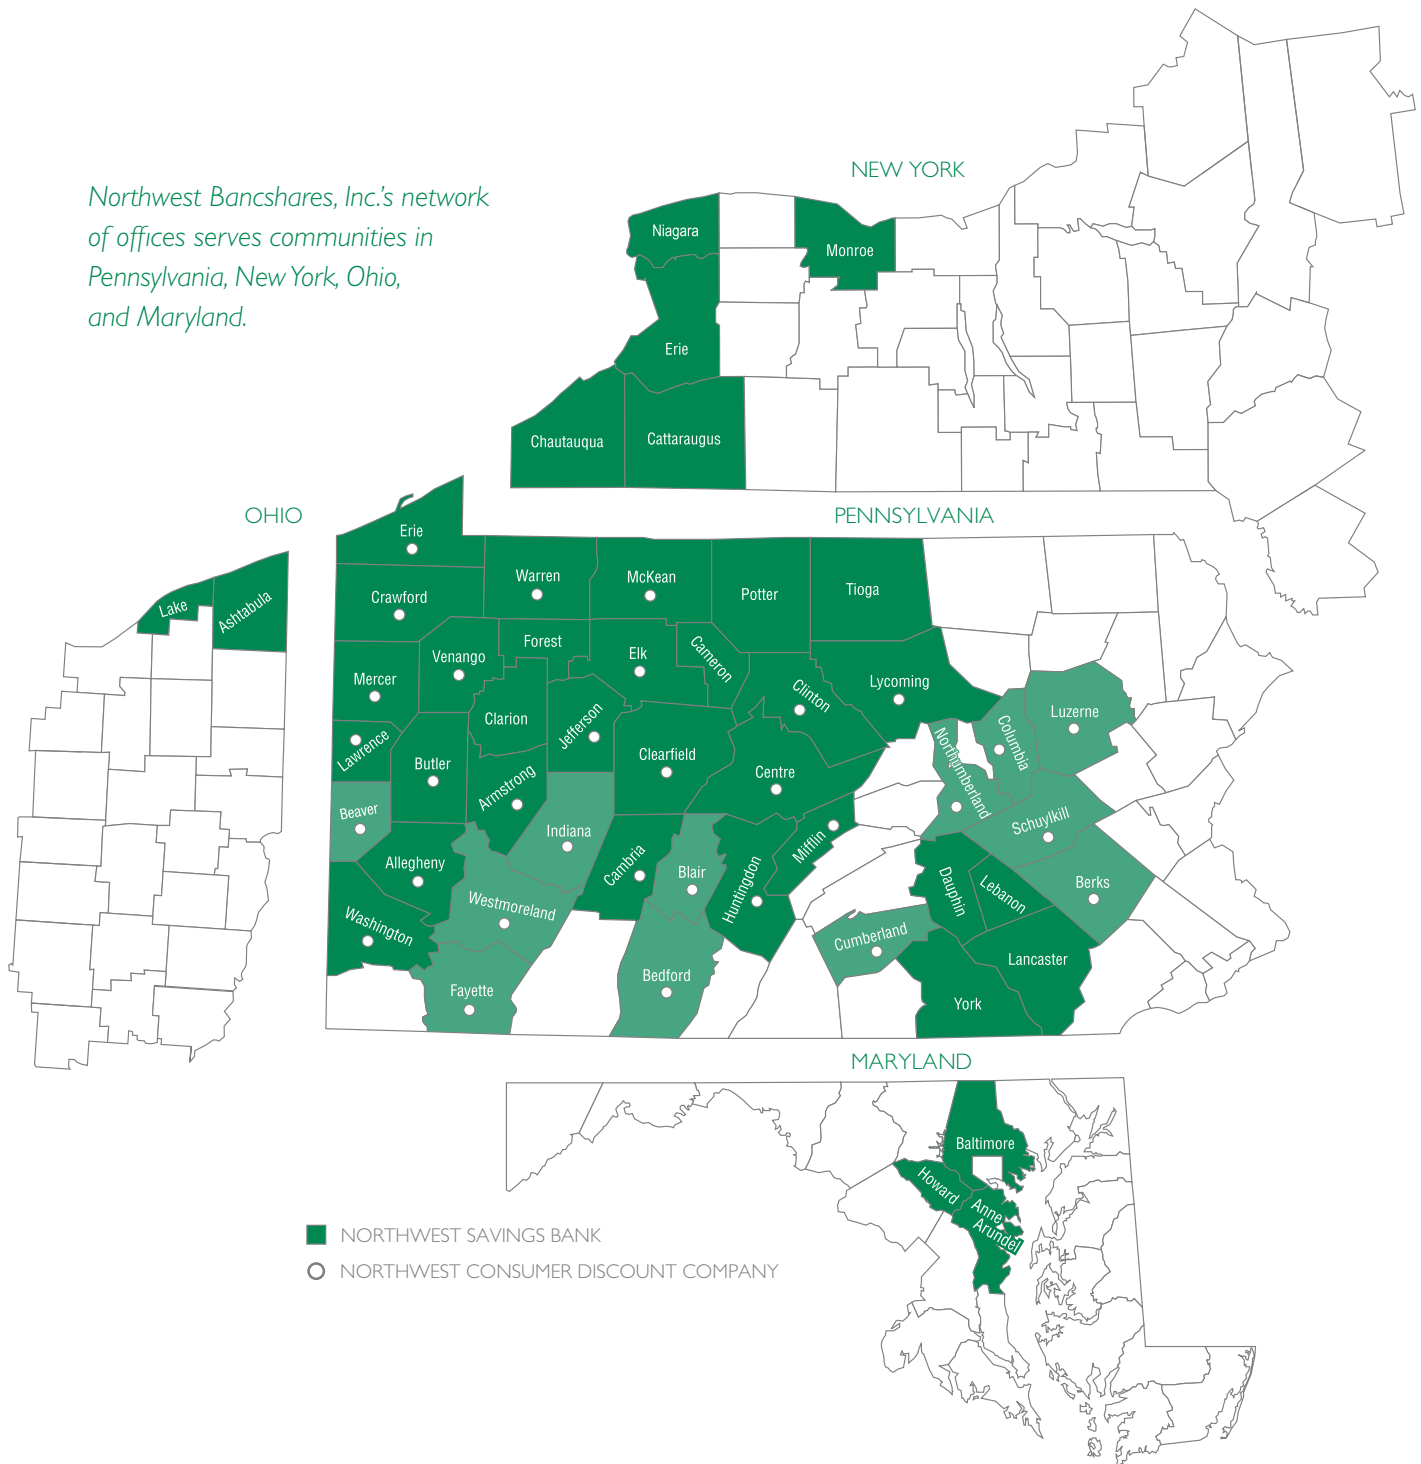 Northwest Bancshares, Inc.'s network
of offices serves communities in
Pennsylvania, New York, Ohio,
and Maryland.
NEW YORK
Niagara
Monroe
Erie
Chautauqua
Cattaraugus
OHIO
Lake
Ashtabula
PENNSYLVANIA
Erie
Warren
McKean
Potter
Tioga
Crawford
Forest
Venango
Elk
Cameron
Mercer
Clinton
Lycoming
Clarion
Jefferson
Luzerne
Columbia
Lawrence
Butler
Clearfield
Centre
Northumberland
Armstrong
Beaver
Indiana
Schuylkill
Mifflin
Allegheny
Cambria
Blair
Huntingdon
Dauphin
Lebanon
Berks
Washington
Westmoreland
Cumberland
Lancaster
Fayette
Bedford
York
MARYLAND
Baltimore
Howard
Anne
Arundel
NORTHWEST SAVINGS BANK
NORTHWEST CONSUMER DISCOUNT COMPANY